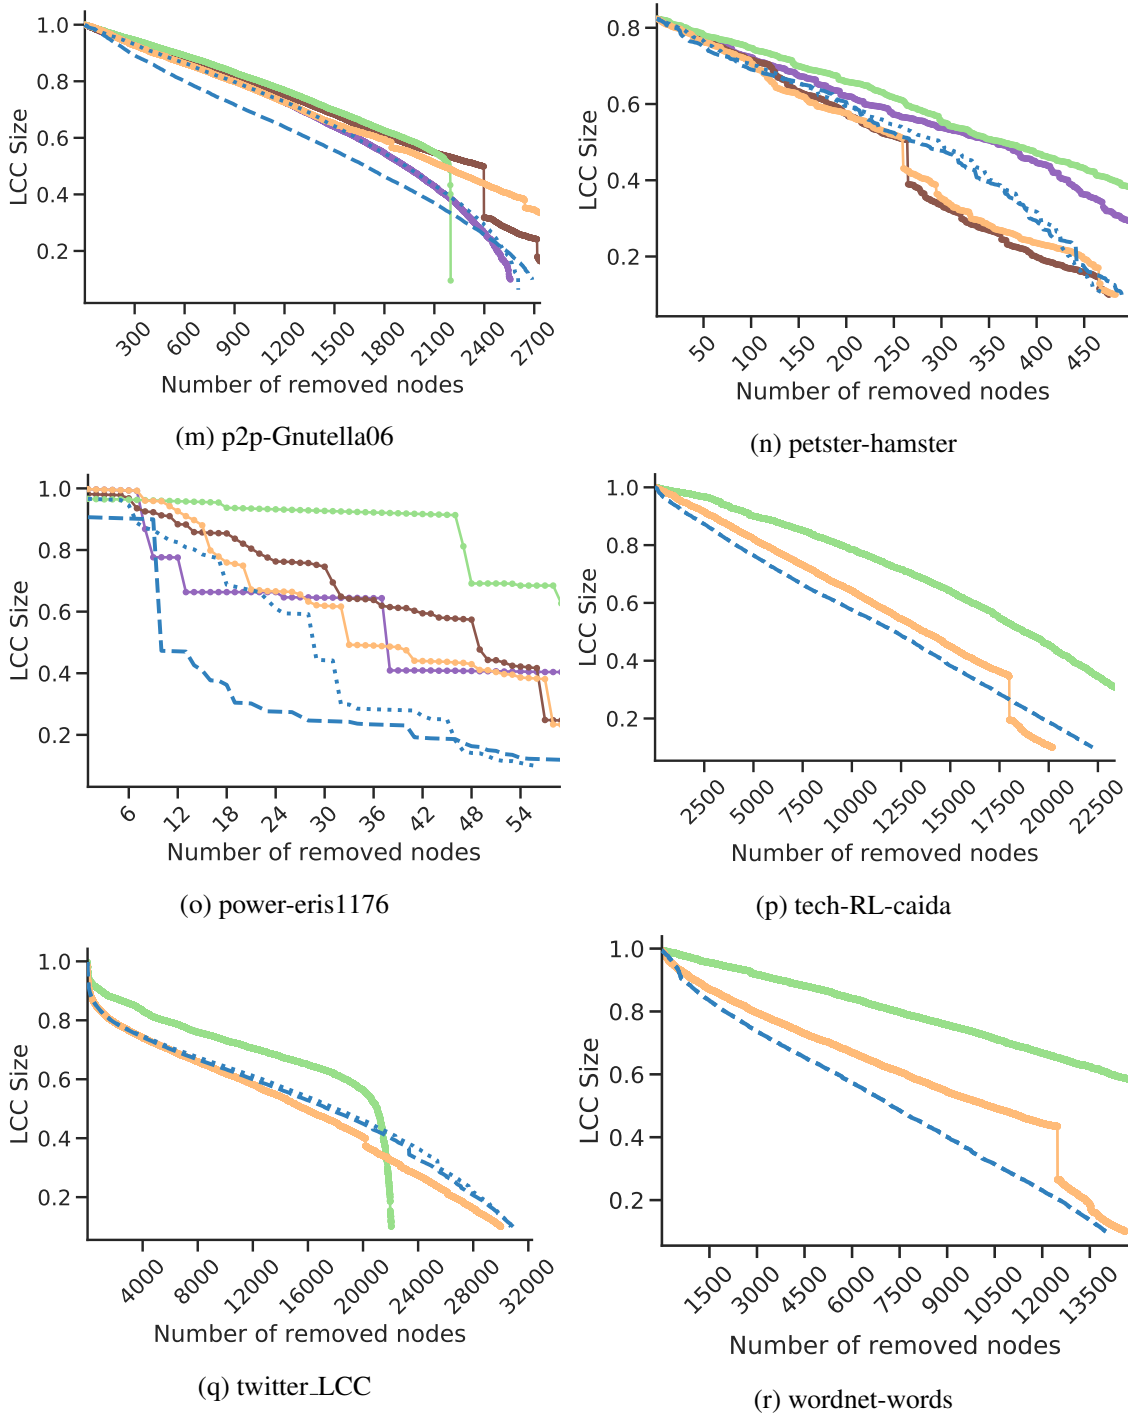 1.0
0.8
0.6
0.4
0.2
LCC Size
300 600 900 1200 1500 1800 2100 2400 2700
Number of removed nodes
(m) p2p-Gnutella06
0.8
0.6
0.4
0.2
LCC Size
50 100 150 200 250 300 350 400 450
Number of removed nodes
(n) petster-hamster
1.0
0.8
0.6
0.4
0.2
LCC Size
6 12 18 24 30 36 42 48 54
Number of removed nodes
(o) power-eris1176
1.0
0.8
0.6
0.4
0.2
LCC Size
2500 5000 7500 10000 12500 15000 17500 20000 22500
Number of removed nodes
(p) tech-RL-caida
1.0
0.8
0.6
0.4
0.2
LCC Size
4000 8000 12000 16000 20000 24000 28000 32000
Number of removed nodes
(q) twitter_LCC
1.0
0.8
0.6
0.4
0.2
LCC Size
1500 3000 4500 6000 7500 9000 10500 12000 13500
Number of removed nodes
(r) wordnet-words